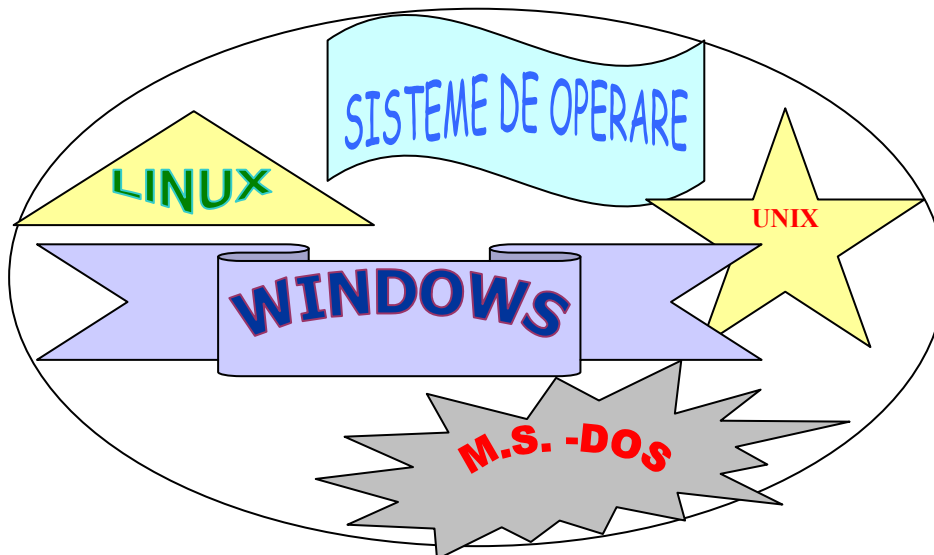 SISTEME DE OPERARE
LINUX
UNIX
WINDOWS
M.S. -DOS